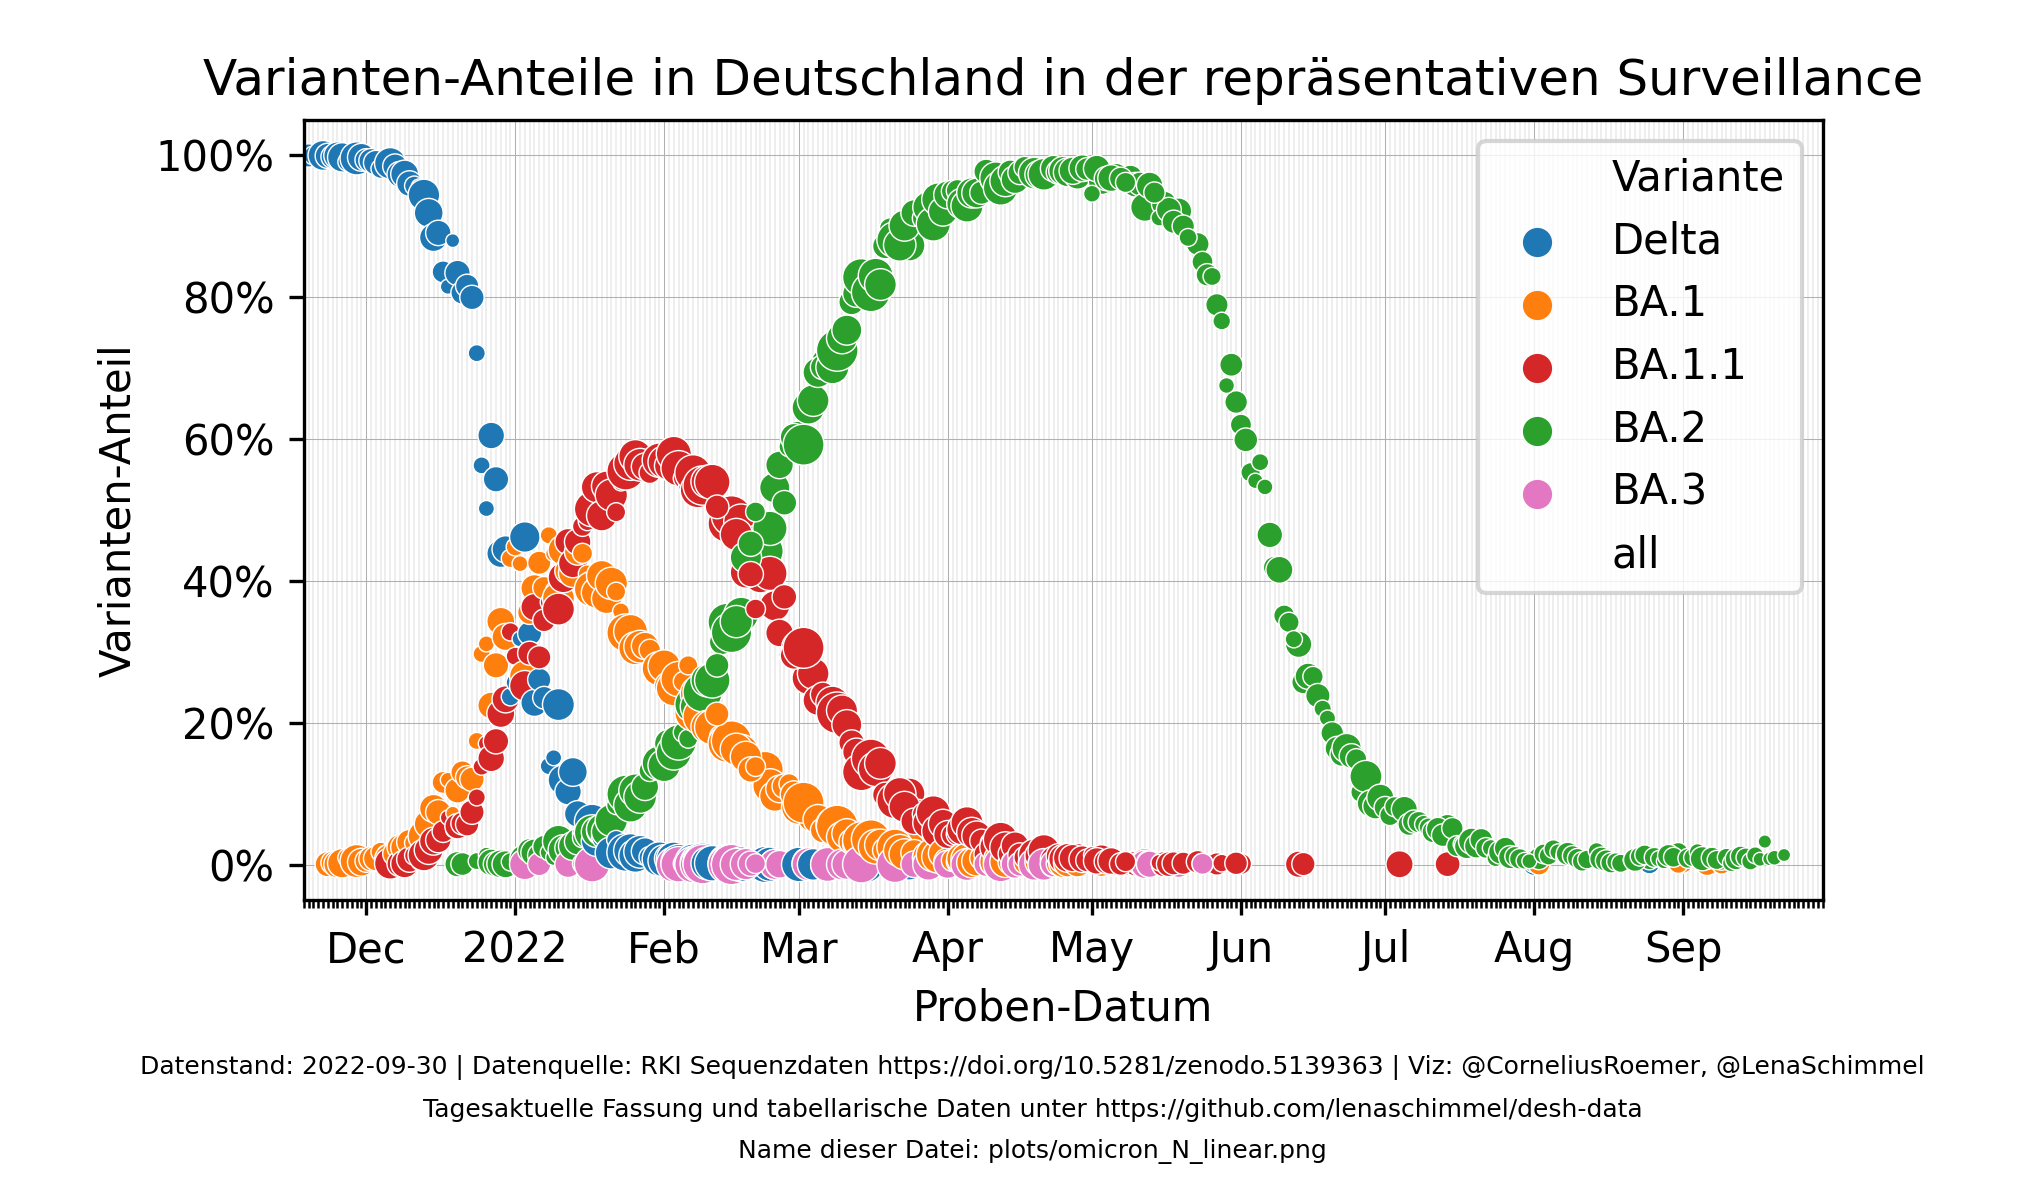 Varianten-Anteile in Deutschland in der repräsentativen Surveillance
Varianten-Anteil
100%
80%
60%
40%
20%
0%
Variante
Delta
BA.1
BA.1.1
BA.2
BA.3
all
Dec 2022 Feb Mar Apr May Jun Jul Aug Sep
Proben-Datum
Datenstand: 2022-09-30 | Datenquelle: RKI Sequenzdaten https://doi.org/10.5281/zenodo.5139363 | Viz: @CorneliusRoemer, @LenaSchimmel
Tagesaktuelle Fassung und tabellarische Daten unter https://github.com/lenaschimmel/desh-data
Name dieser Datei: plots/omicron_N_linear.png